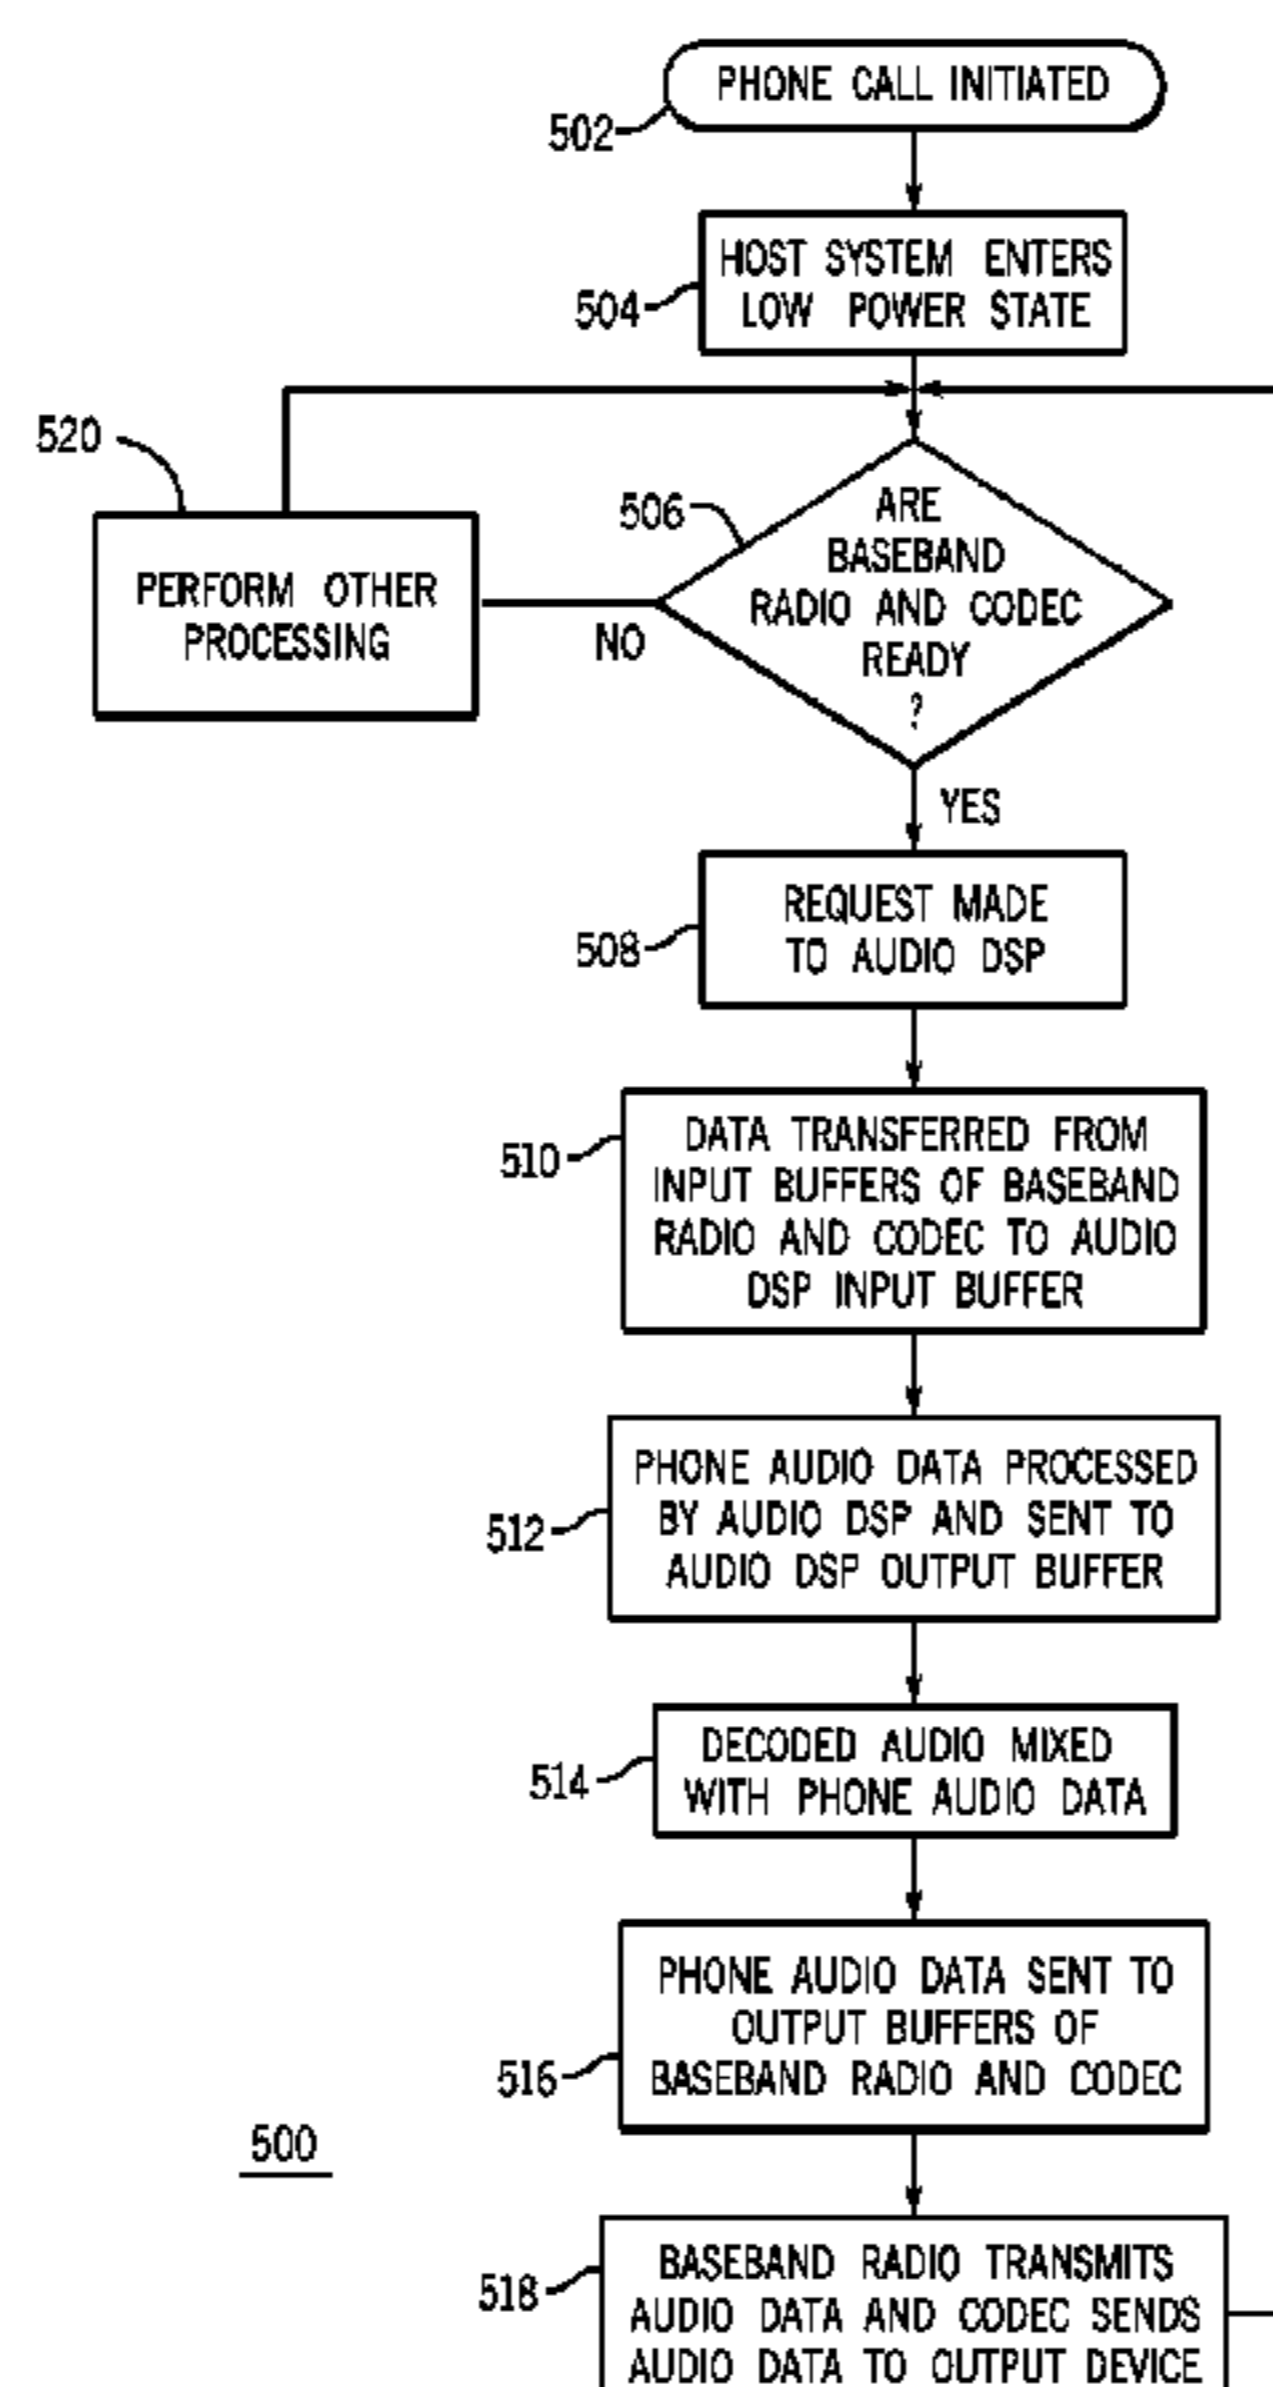 PHONE CALL INITIATED
502
HOST SYSTEM ENTERS
LOW POWER STATE
504
520
PERFORM OTHER
PROCESSING
506
ARE
BASEBAND
RADIO AND CODEC
READY
?
NO
YES
REQUEST MADE
TO AUDIO DSP
508
DATA TRANSFERRED FROM
INPUT BUFFERS OF BASEBAND
RADIO AND CODEC TO AUDIO
DSP INPUT BUFFER
510
PHONE AUDIO DATA PROCESSED
BY AUDIO DSP AND SENT TO
AUDIO DSP OUTPUT BUFFER
512
DECODED AUDIO MIXED
WITH PHONE AUDIO DATA
514
PHONE AUDIO DATA SENT TO
OUTPUT BUFFERS OF
BASEBAND RADIO AND CODEC
516
500
BASEBAND RADIO TRANSMITS
AUDIO DATA AND CODEC SENDS
AUDIO DATA TO OUTPUT DEVICE
518